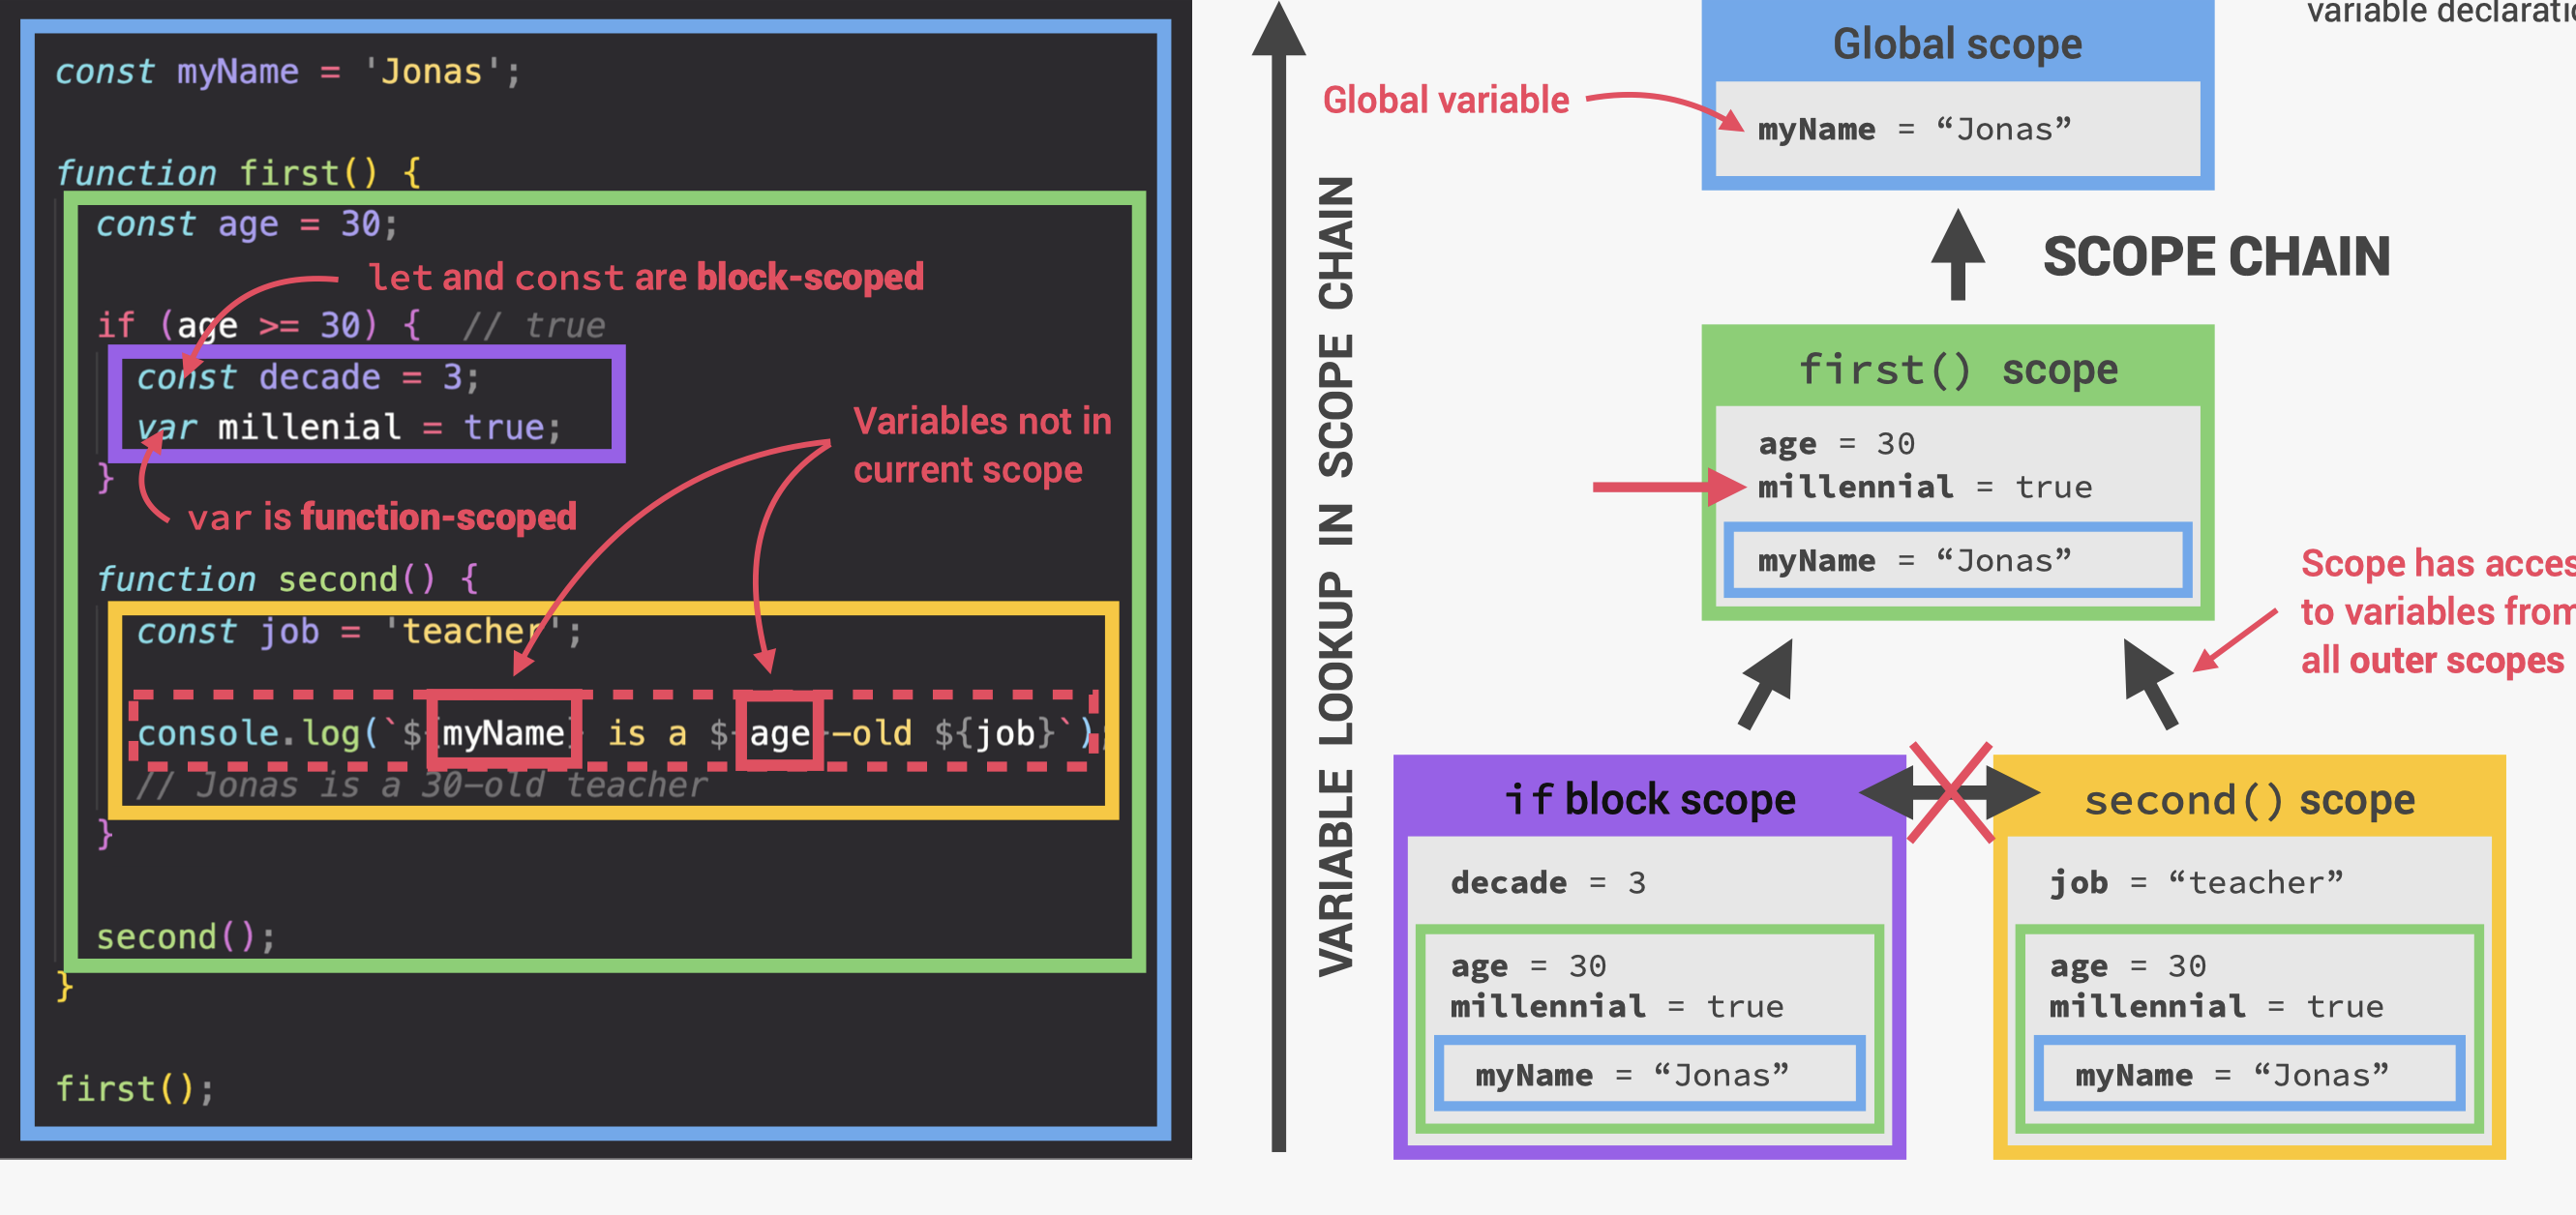 const myName = 'Jonas';
function first() {
const age = 30;
let and const are block-scoped
if (age >= 30) { // true
const decade = 3;
var millenial = true;
}
var is function-scoped
Variables not in
current scope
function second() {
const job = 'teacher';
console.log(`${myName} is a ${age}-old ${job}`);
// Jonas is a 30-old teacher
}
second();
}
first();
VARIABLE LOOKUP IN SCOPE CHAIN
variable
Global scope
Global variable
myName = “Jonas”
SCOPE CHAIN
first() scope
age = 30
millennial = true
myName = “Jonas”
Scope has
to variables from
all outer scopes
if block scope
decade = 3
age = 30
millennial = true
myName = “Jonas”
second() scope
job = “teacher”
age = 30
millennial = true
myName = “Jonas”